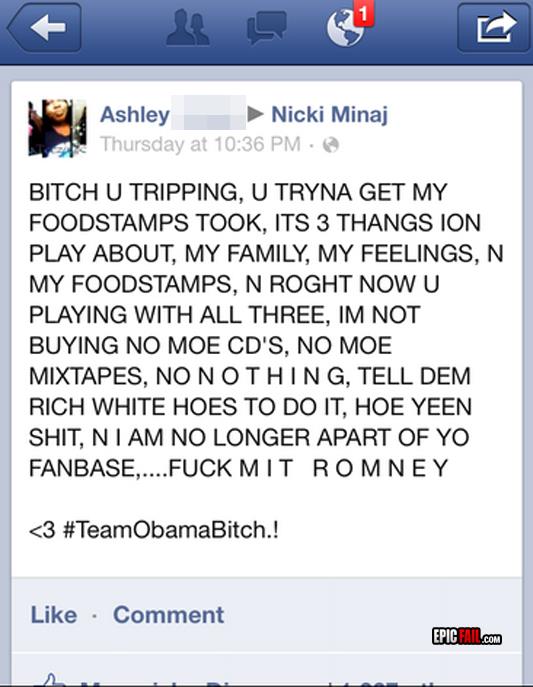 1
Ashley ▶ Nicki Minaj
Thursday at 10:36 PM ·
BITCH U TRIPPING, U TRYNA GET MY
FOODSTAMPS TOOK, ITS 3 THANGS ION
PLAY ABOUT, MY FAMILY, MY FEELINGS, N
MY FOODSTAMPS, N ROGHT NOW U
PLAYING WITH ALL THREE, IM NOT
BUYING NO MOE CD'S, NO MOE
MIXTAPES, NO N O T H I N G, TELL DEM
RICH WHITE HOES TO DO IT, HOE YEEN
SHIT, N I AM NO LONGER APART OF YO
FANBASE,....FUCK M I T   R O M N E Y
<3 #TeamObamaBitch.!
Like · Comment
EPICFAIL.COM